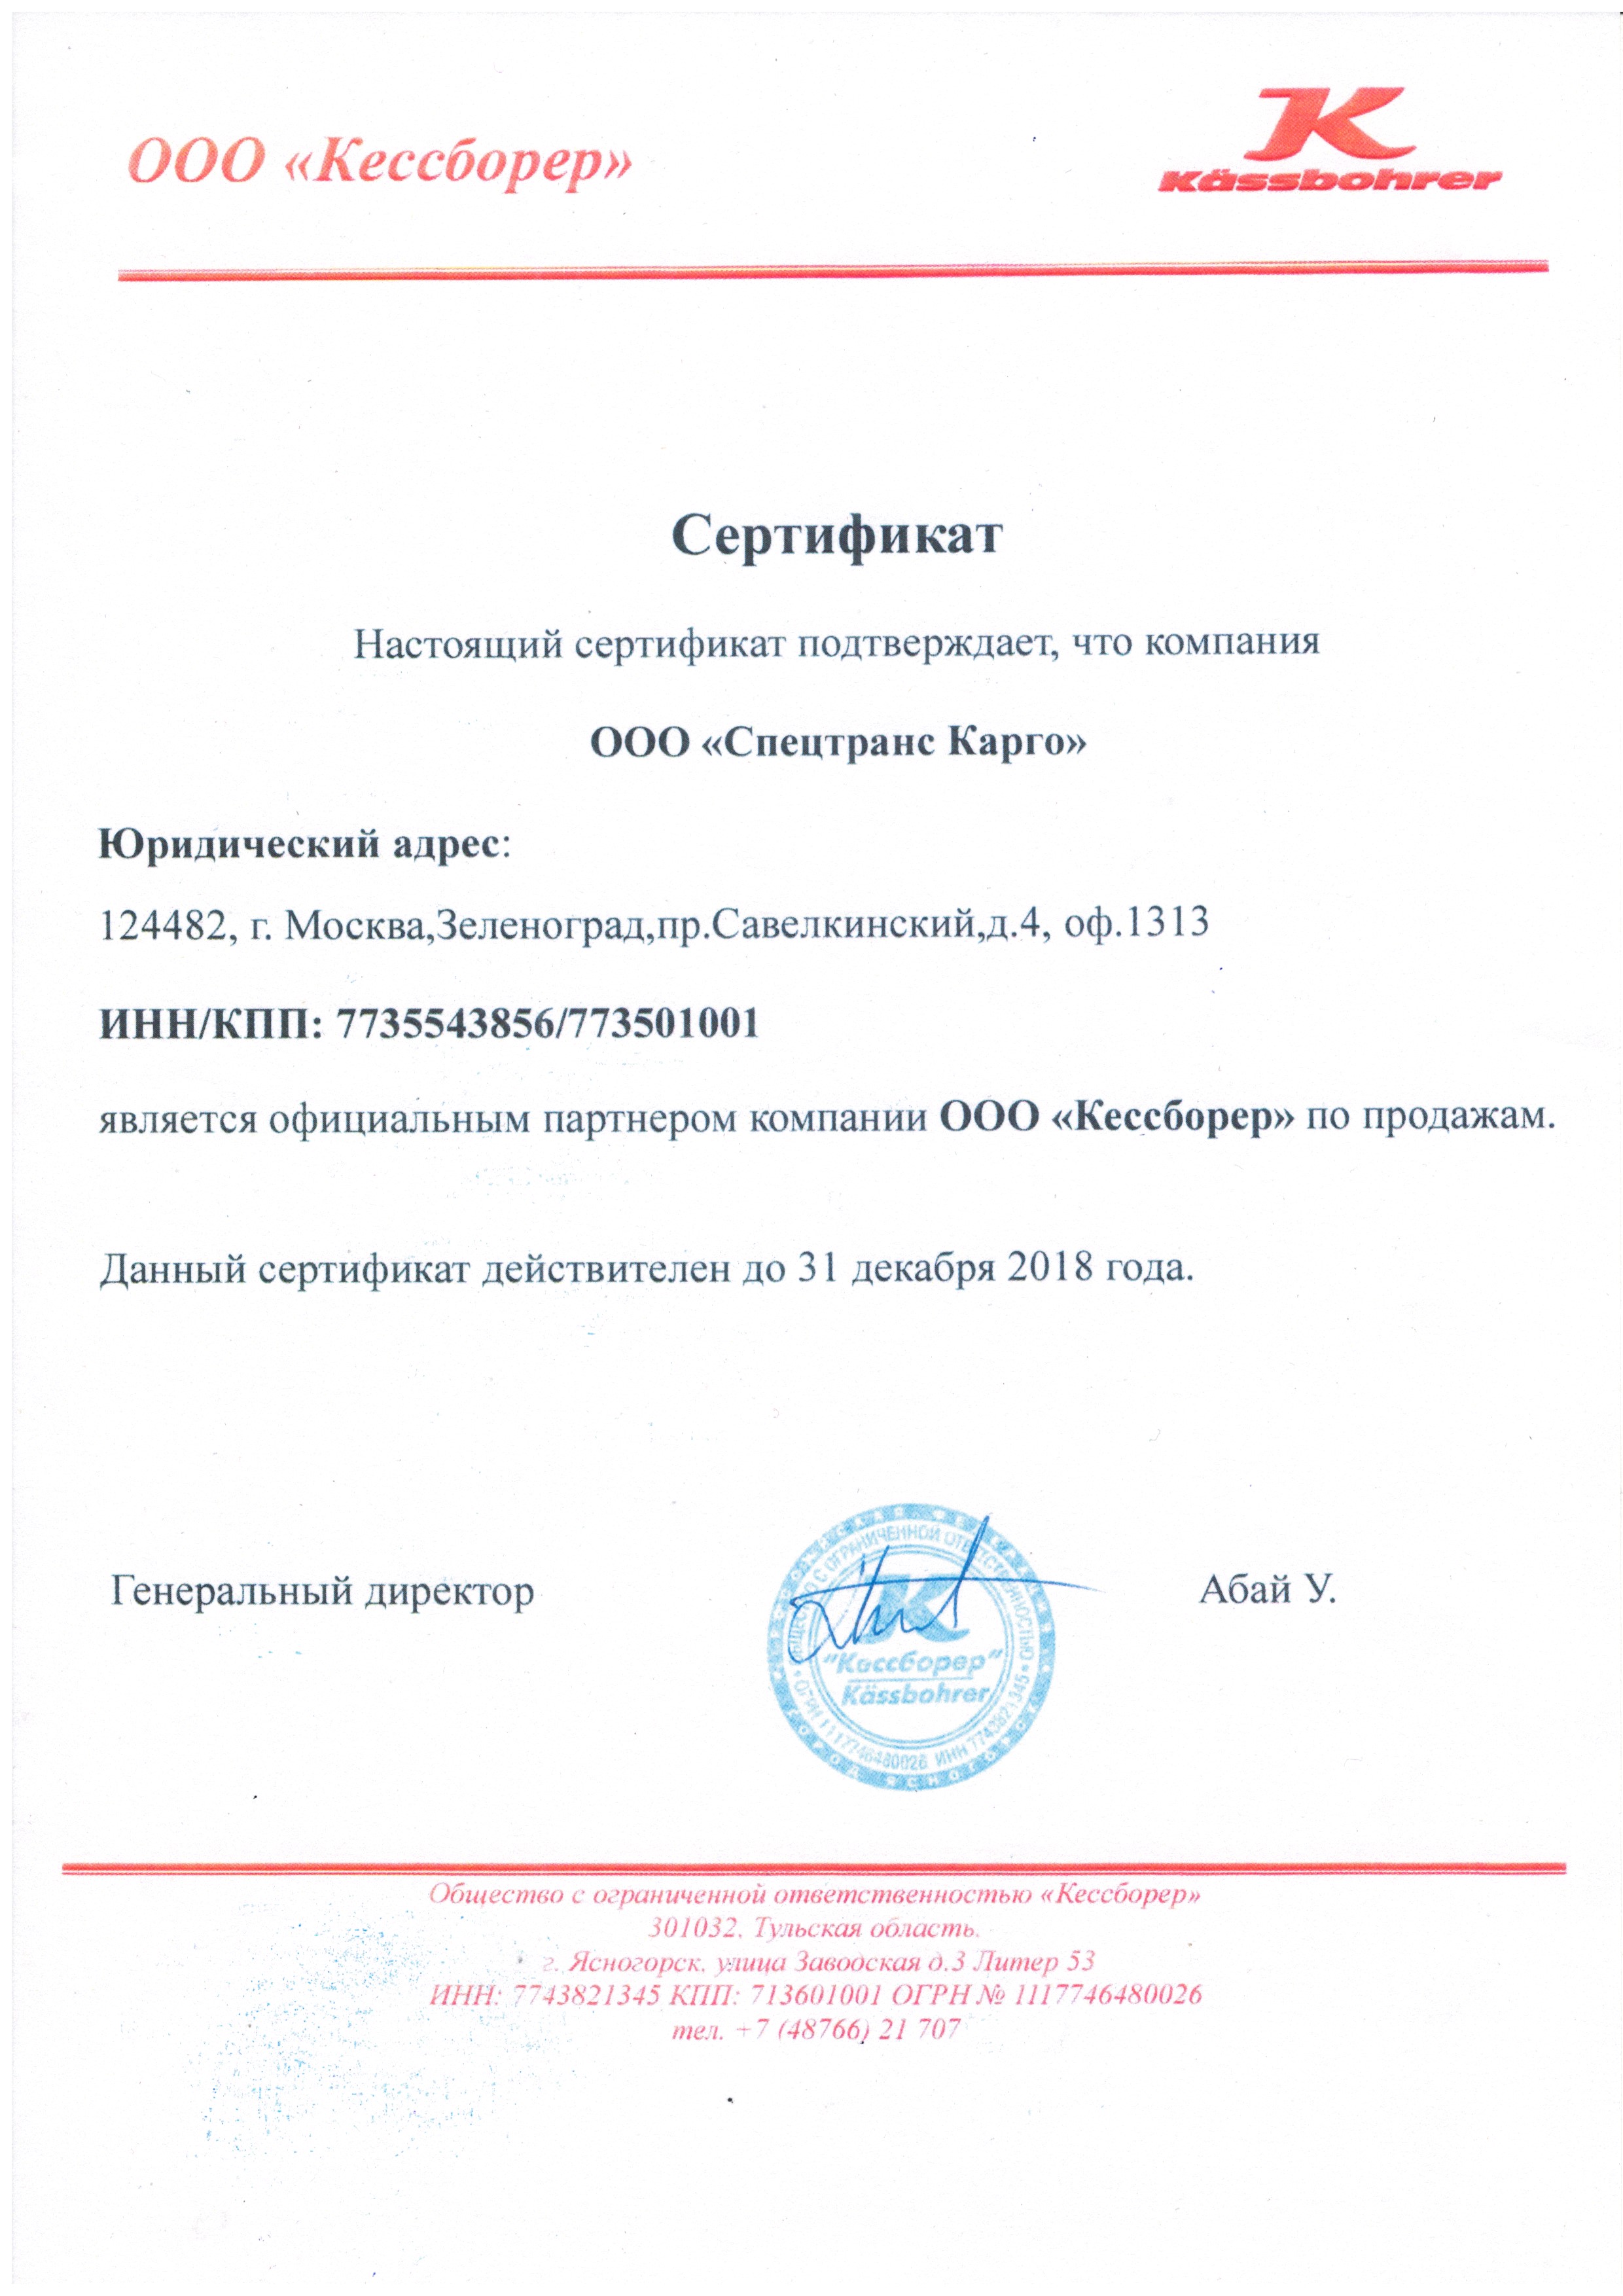 ООО «Кессборер»
K
Kässbohrer
Сертификат
Настоящий сертификат подтверждает, что компания
ООО «Спецтранс Карго»
Юридический адрес:
124482, г. Москва,Зеленоград,пр.Савелкинский,д.4, оф.1313
ИНН/КПП: 7735543856/773501001
является официальным партнером компании ООО «Кессборер» по продажам.
Данный сертификат действителен до 31 декабря 2018 года.
Генеральный директор
Абай У.
ОБЩЕСТВО С ОГРАНИЧЕННОЙ ОТВЕТСТВЕННОСТЬЮ
K
"Кессборер"
Kässbohrer
ОГРН 1117746480026 ИНН 7743821345
ГОРОД ЯСНОГОРСК
Общество с ограниченной ответственностью «Кессборер»
301032, Тульская область,
г. Ясногорск, улица Заводская д.3 Литер 53
ИНН: 7743821345 КПП: 713601001 ОГРН № 1117746480026
тел. +7 (48766) 21 707